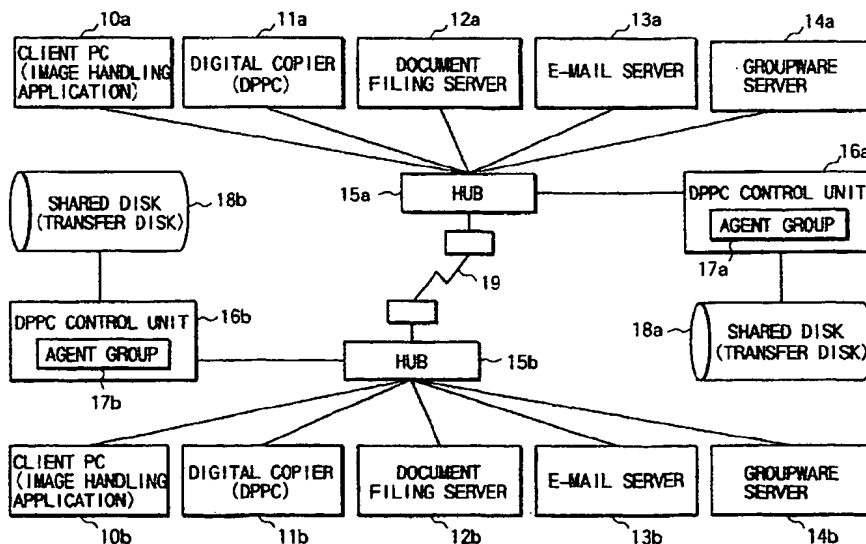 10a
11a
12a
13a
14a
CLIENT PC
(IMAGE HANDLING
APPLICATION)
DIGITAL COPIER
(DPPC)
DOCUMENT
FILING SERVER
E-MAIL SERVER
GROUPWARE
SERVER
16a
SHARED DISK
(TRANSFER DISK)
18b
15a
HUB
DPPC CONTROL UNIT
AGENT GROUP
17a
19
DPPC CONTROL UNIT
AGENT GROUP
17b
16b
18a
SHARED DISK
(TRANSFER DISK)
HUB
15b
CLIENT PC
(IMAGE HANDLING
APPLICATION)
DIGITAL COPIER
(DPPC)
DOCUMENT
FILING SERVER
E-MAIL SERVER
GROUPWARE
SERVER
10b
11b
12b
13b
14b